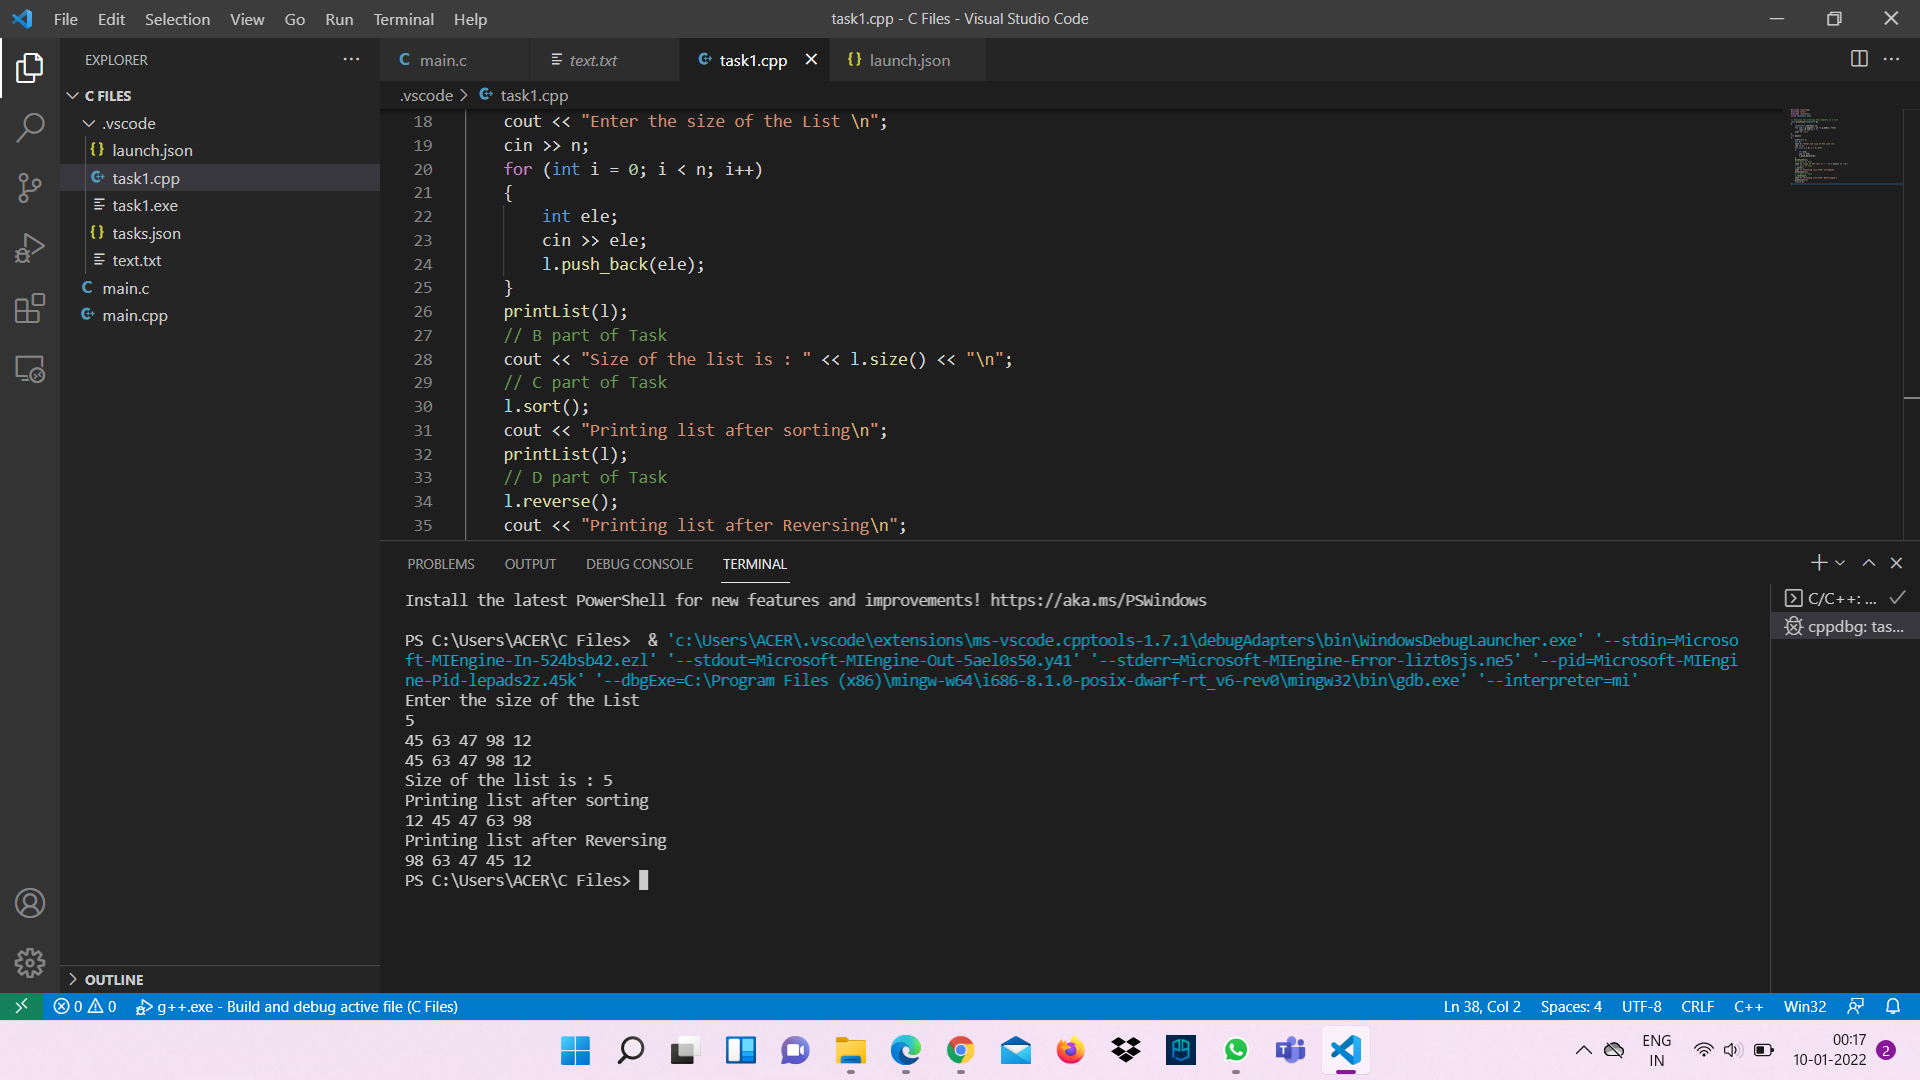 File Edit Selection View Go Run Terminal Help
task1.cpp - C Files - Visual Studio Code
EXPLORER
C FILES
.vscode
launch.json
task1.cpp
task1.exe
tasks.json
text.txt
main.c
main.cpp
OUTLINE
main.c text.txt task1.cpp launch.json
.vscode > task1.cpp
18 cout << "Enter the size of the List \n";
19 cin >> n;
20 for (int i = 0; i < n; i++)
21 {
22 int ele;
23 cin >> ele;
24 l.push_back(ele);
25 }
26 printList(l);
27 // B part of Task
28 cout << "Size of the list is : " << l.size() << "\n";
29 // C part of Task
30 l.sort();
31 cout << "Printing list after sorting\n";
32 printList(l);
33 // D part of Task
34 l.reverse();
35 cout << "Printing list after Reversing\n";
PROBLEMS OUTPUT DEBUG CONSOLE TERMINAL
Install the latest PowerShell for new features and improvements! https://aka.ms/PSWindows
PS C:\Users\ACER\C Files> & 'c:\Users\ACER\.vscode\extensions\ms-vscode.cpptools-1.7.1\debugAdapters\bin\WindowsDebugLauncher.exe' '--stdin=Microso
ft-MIEngine-In-524bsb42.ezl' '--stdout=Microsoft-MIEngine-Out-5ael0s50.y41' '--stderr=Microsoft-MIEngine-Error-lizt0sjs.ne5' '--pid=Microsoft-MIEngi
ne-Pid-lepads2z.45k' '--dbgExe=C:\Program Files (x86)\mingw-w64\i686-8.1.0-posix-dwarf-rt_v6-rev0\mingw32\bin\gdb.exe' '--interpreter=mi'
Enter the size of the List
5
45 63 47 98 12
45 63 47 98 12
Size of the list is : 5
Printing list after sorting
12 45 47 63 98
Printing list after Reversing
98 63 47 45 12
PS C:\Users\ACER\C Files>
C/C++: ...
cppdbg: tas...
0 0 g++.exe - Build and debug active file (C Files)
Ln 38, Col 2 Spaces: 4 UTF-8 CRLF C++ Win32
ENG
IN
00:17
10-01-2022
2